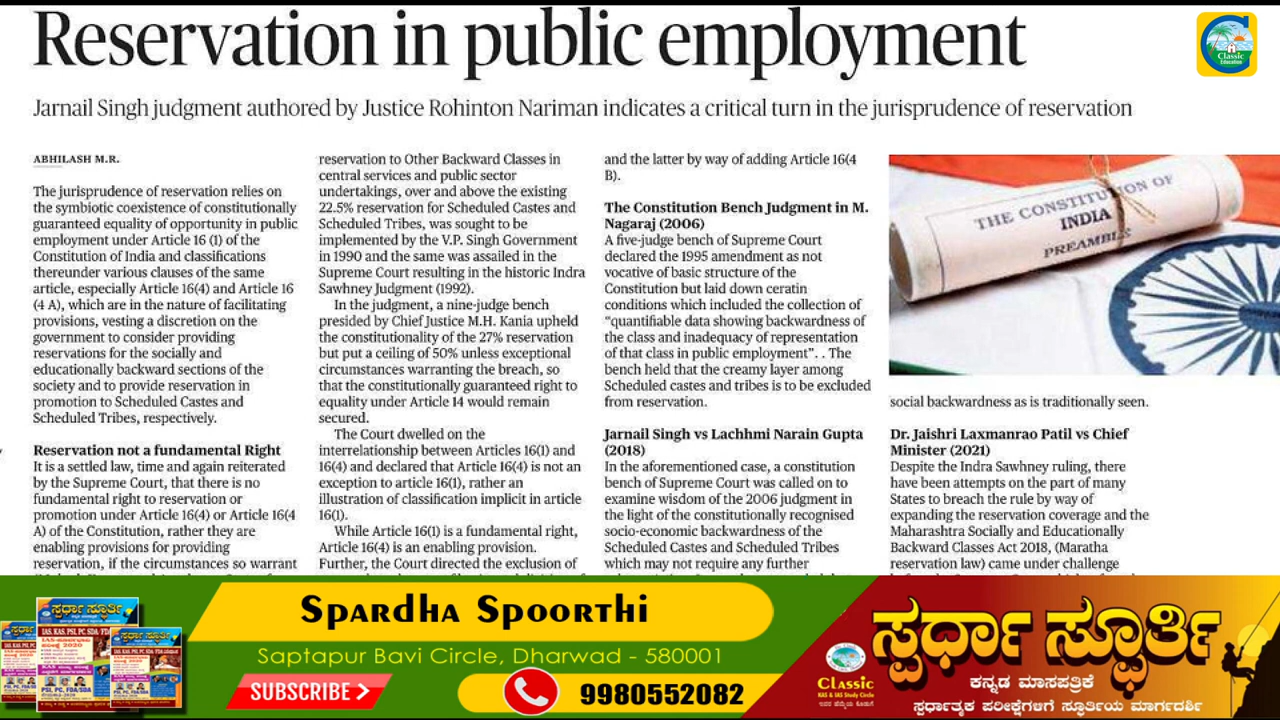 Reservation in public employment
Jarnail Singh judgment authored by Justice Rohinton Nariman indicates a critical turn in the jurisprudence of reservation
ABHILASH M.R.
The jurisprudence of reservation relies on
the symbiotic coexistence of constitutionally
guaranteed equality of opportunity in public
employment under Article 16 (1) of the
Constitution of India and classifications
thereunder various clauses of the same
article, especially Article 16(4) and Article 16
(4 A), which are in the nature of facilitating
provisions, vesting a discretion on the
government to consider providing
reservations for the socially and
educationally backward sections of the
society and to provide reservation in
promotion to Scheduled Castes and
Scheduled Tribes, respectively.
Reservation not a fundamental Right
It is a settled law, time and again reiterated
by the Supreme Court, that there is no
fundamental right to reservation or
promotion under Article 16(4) or Article 16(4
A) of the Constitution, rather they are
enabling provisions for providing
reservation, if the circumstances so warrant
reservation to Other Backward Classes in
central services and public sector
undertakings, over and above the existing
22.5% reservation for Scheduled Castes and
Scheduled Tribes, was sought to be
implemented by the V.P. Singh Government
in 1990 and the same was assailed in the
Supreme Court resulting in the historic Indra
Sawhney Judgment (1992).
In the judgment, a nine-judge bench
presided by Chief Justice M.H. Kania upheld
the constitutionality of the 27% reservation
but put a ceiling of 50% unless exceptional
circumstances warranting the breach, so
that the constitutionally guaranteed right to
equality under Article 14 would remain
secured.
The Court dwelled on the
interrelationship between Articles 16(1) and
16(4) and declared that Article 16(4) is not an
exception to article 16(1), rather an
illustration of classification implicit in article
16(1).
While Article 16(1) is a fundamental right,
Article 16(4) is an enabling provision.
Further, the Court directed the exclusion of
and the latter by way of adding Article 16(4
B).
The Constitution Bench Judgment in M.
Nagaraj (2006)
A five-judge bench of Supreme Court
declared the 1995 amendment as not
vocative of basic structure of the
Constitution but laid down ceratin
conditions which included the collection of
“quantifiable data showing backwardness of
the class and inadequacy of representation
of that class in public employment”. . The
bench held that the creamy layer among
Scheduled castes and tribes is to be excluded
from reservation.
Jarnail Singh vs Lachhmi Narain Gupta
(2018)
In the aforementioned case, a constitution
bench of Supreme Court was called on to
examine wisdom of the 2006 judgment in
the light of the constitutionally recognised
socio-economic backwardness of the
Scheduled Castes and Scheduled Tribes
which may not require any further
THE CONSTITUTION OF
INDIA
PREAMBLE
social backwardness as is traditionally seen.
Dr. Jaishri Laxmanrao Patil vs Chief
Minister (2021)
Despite the Indra Sawhney ruling, there
have been attempts on the part of many
States to breach the rule by way of
expanding the reservation coverage and the
Maharashtra Socially and Educationally
Backward Classes Act 2018, (Maratha
reservation law) came under challenge
Classic
Education
Spardha Spoorthi
Saptapur Bavi Circle, Dharwad - 580001
SUBSCRIBE >
9980552082
Classic
KAS & IAS Study Circle
ಸ್ಪರ್ಧಾ ಸ್ಫೂರ್ತಿ
ಕನ್ನಡ ಮಾಸಪತ್ರಿಕೆ
ಸ್ಪರ್ಧಾತ್ಮಕ ಪರೀಕ್ಷೆಗಳಿಗೆ ಸ್ಫೂರ್ತಿಯ ಮಾರ್ಗದರ್ಶಿ